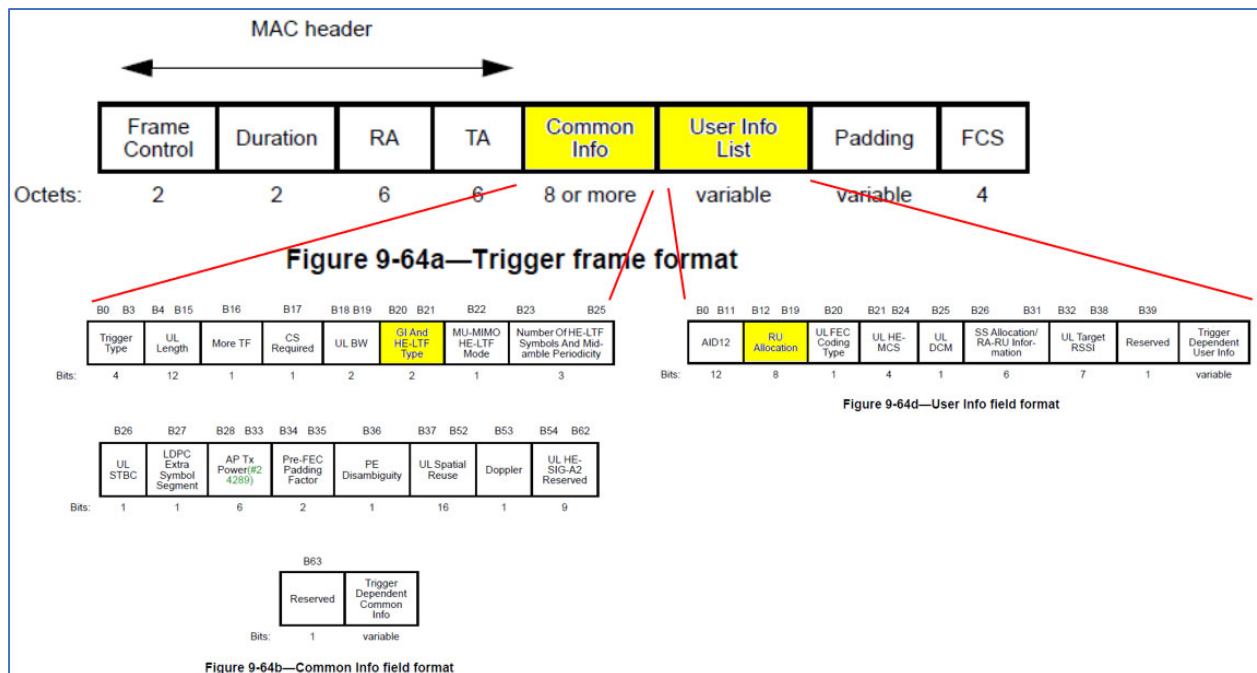 MAC header
Frame Control Duration RA TA Common Info User Info List Padding FCS
Octets: 2 2 6 6 8 or more variable variable 4
Figure 9-64a—Trigger frame format
B0 B3 B4 B15 B16 B17 B18 B19 B20 B21 B22 B23 B25
Trigger Type UL Length More TF CS Required UL BW GI And HE-LTF Type MU-MIMO HE-LTF Mode Number Of HE-LTF Symbols And Mid-amble Periodicity
Bits: 4 12 1 1 2 2 1 3
B0 B11 B12 B19 B20 B21 B24 B25 B26 B31 B32 B38 B39
AID12 RU Allocation UL FEC Coding Type UL HE-MCS UL DCM SS Allocation/ RA-RU Infor-mation UL Target RSSI Reserved Trigger Dependent User Info
Bits: 12 8 1 4 1 6 7 1 variable
Figure 9-64d—User Info field format
B26 B27 B28 B33 B34 B35 B36 B37 B52 B53 B54 B62
UL STBC LDPC Extra Symbol Segment AP Tx Power(#24289) Pre-FEC Padding Factor PE Disambiguity UL Spatial Reuse Doppler UL HE-SIG-A2 Reserved
Bits: 1 1 6 2 1 16 1 9
B63
Reserved Trigger Dependent Common Info
Bits: 1 variable
Figure 9-64b—Common Info field format